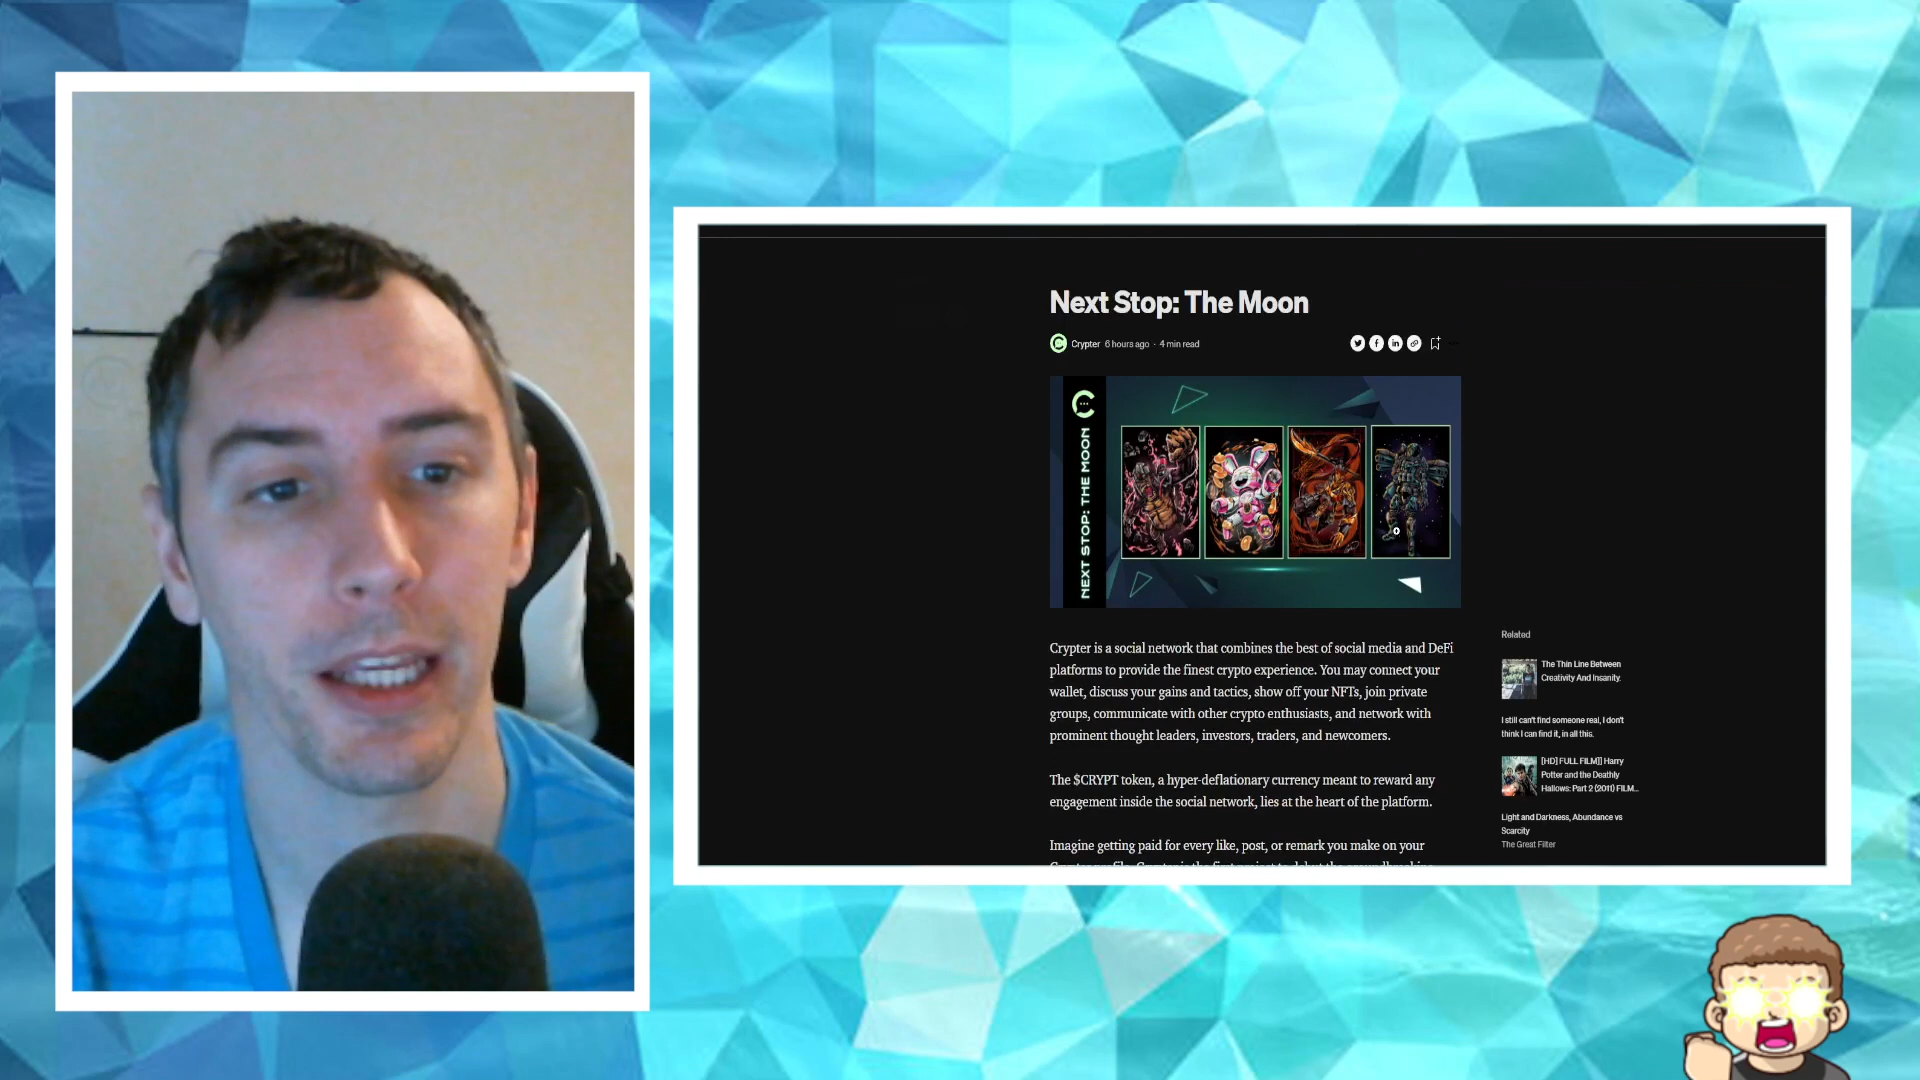 Next Stop: The Moon
Crypter 6 hours ago · 4 min read
NEXT STOP: THE MOON
Crypter is a social network that combines the best of social media and DeFi
platforms to provide the finest crypto experience. You may connect your
wallet, discuss your gains and tactics, show off your NFTs, join private
groups, communicate with other crypto enthusiasts, and network with
prominent thought leaders, investors, traders, and newcomers.
The $CRYPT token, a hyper-deflationary currency meant to reward any
engagement inside the social network, lies at the heart of the platform.
Imagine getting paid for every like, post, or remark you make on your
Related
The Thin Line Between
Creativity And Insanity.
I still can't find someone real, I don't
think I can find it, in all this.
[HD] FULL FILM]] Harry
Potter and the Deathly
Hallows: Part 2 (2011) FILM...
Light and Darkness, Abundance vs
Scarcity
The Great Filter